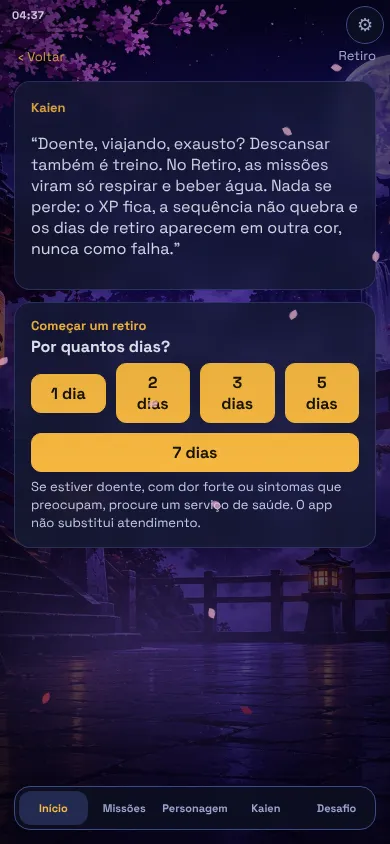 04:37
‹ Voltar
Retiro
Kaien
“Doente, viajando, exausto? Descansar
também é treino. No Retiro, as missões
viram só respirar e beber água. Nada se
perde: o XP fica, a sequência não quebra e
os dias de retiro aparecem em outra cor,
nunca como falha.”
Começar um retiro
Por quantos dias?
1 dia
2
dias
3
dias
5
dias
7 dias
Se estiver doente, com dor forte ou sintomas que
preocupam, procure um serviço de saúde. O app
não substitui atendimento.
Início
Missões
Personagem
Kaien
Desafio